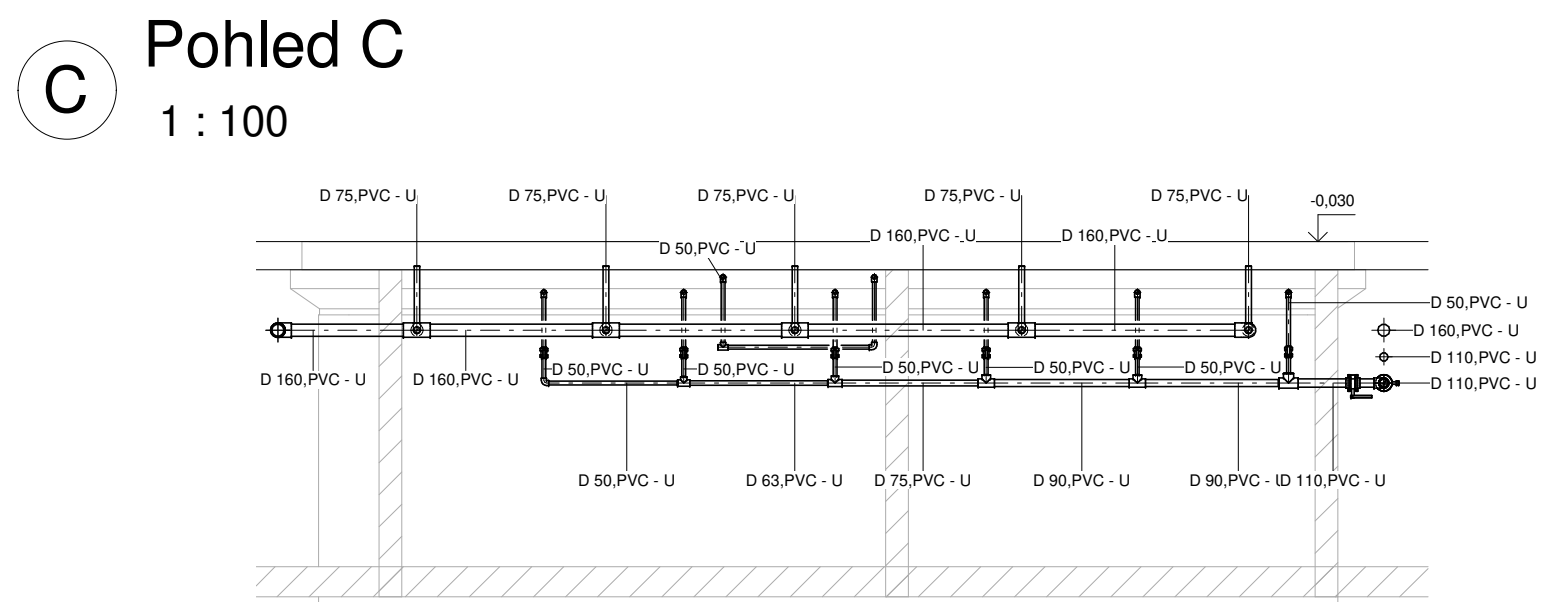 C
Pohled C
1 : 100
D 75,PVC - U
D 75,PVC - U
D 75,PVC - U
D 75,PVC - U
D 75,PVC - U
-0,030
D 50,PVC - U
D 160,PVC - U
D 160,PVC - U
D 50,PVC - U
D 160,PVC - U
D 110,PVC - U
D 110,PVC - U
D 160,PVC - U
D 160,PVC - U
D 50,PVC - U
D 50,PVC - U
D 50,PVC - U
D 50,PVC - U
D 50,PVC - U
D 50,PVC - U
D 63,PVC - U
D 75,PVC - U
D 90,PVC - U
D 90,PVC - U
D 110,PVC - U